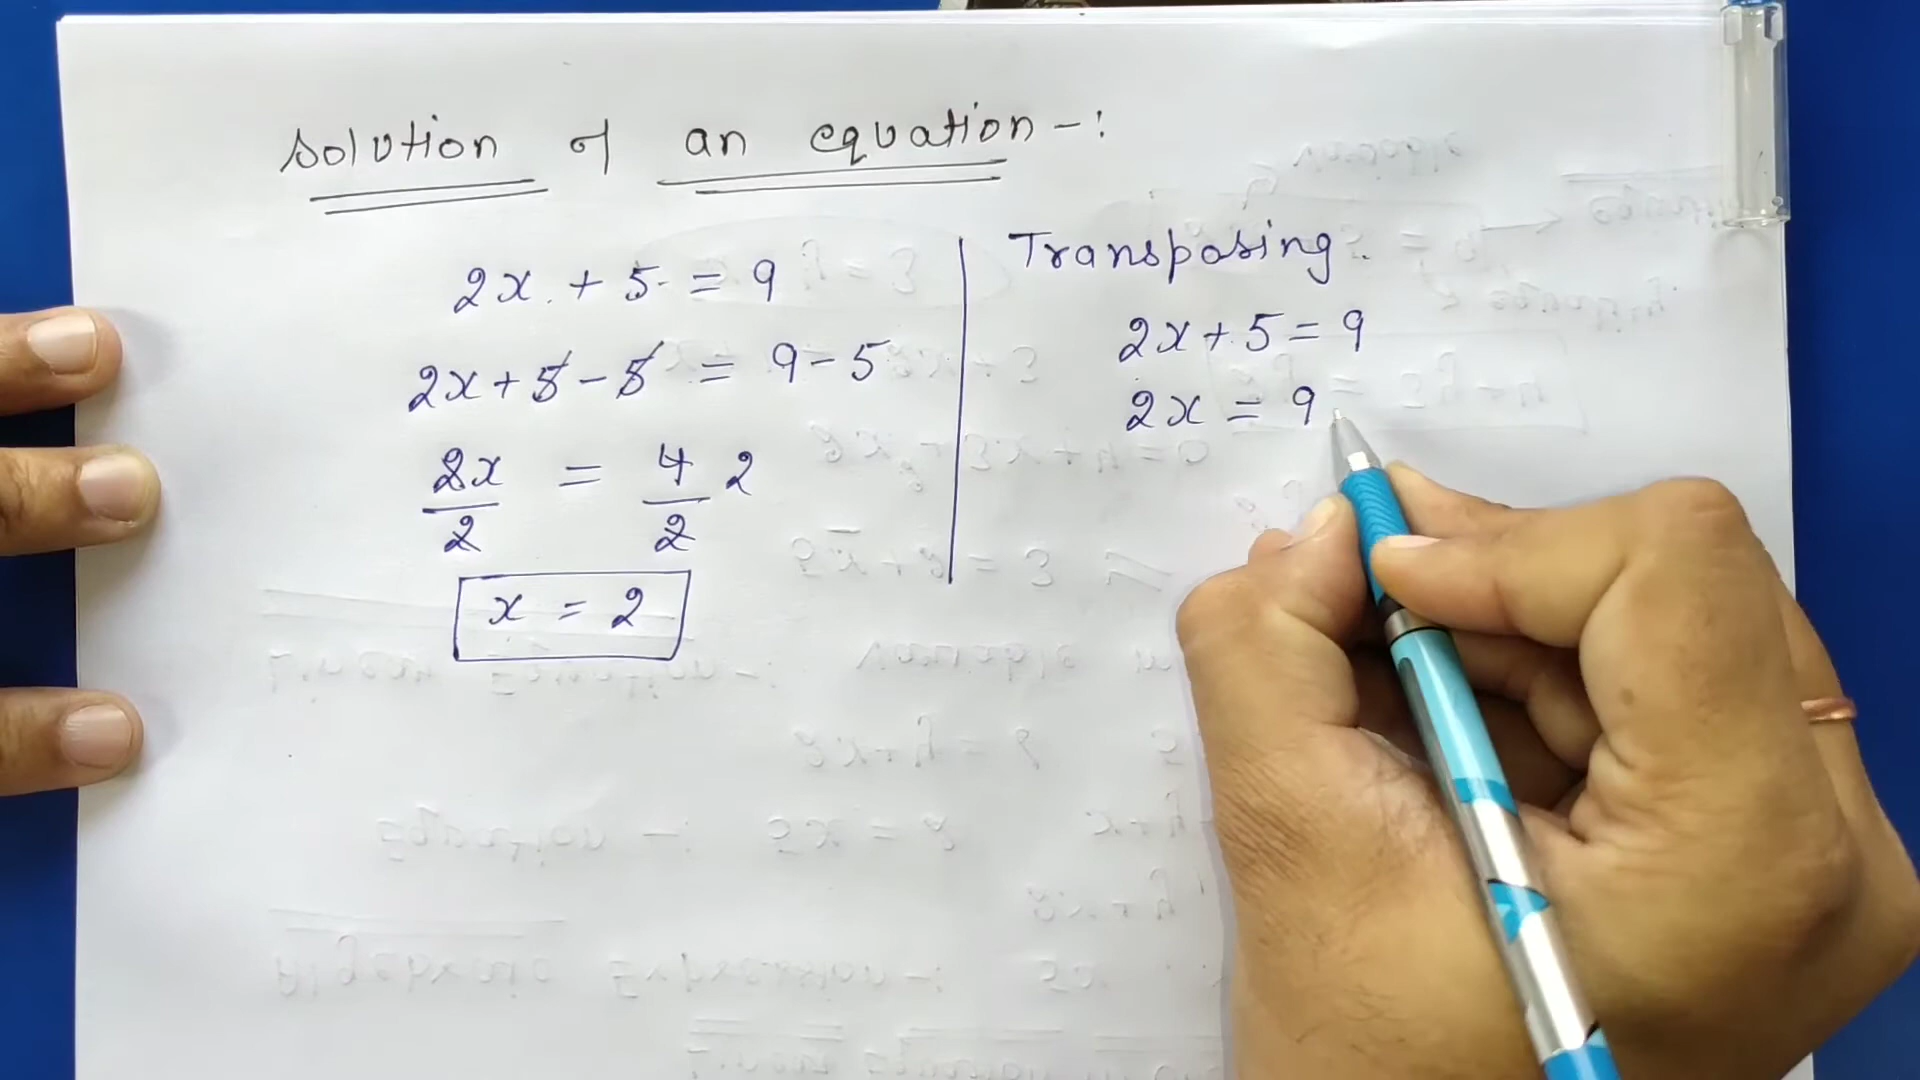 Solution of an equation -:
2x + 5 = 9
2x + 5 - 5 = 9 - 5
2x/2 = 4/2 2
x = 2
Transposing.
2x + 5 = 9
2x = 9